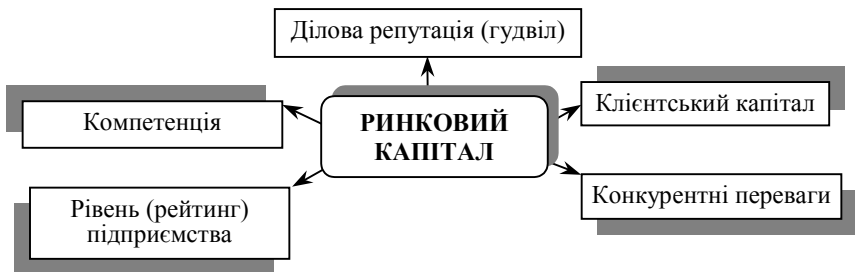 Ділова репутація (гудвіл)
Компетенція
РИНКОВИЙ
КАПІТАЛ
Клієнтський капітал
Рівень (рейтинг)
підприємства
Конкурентні переваги